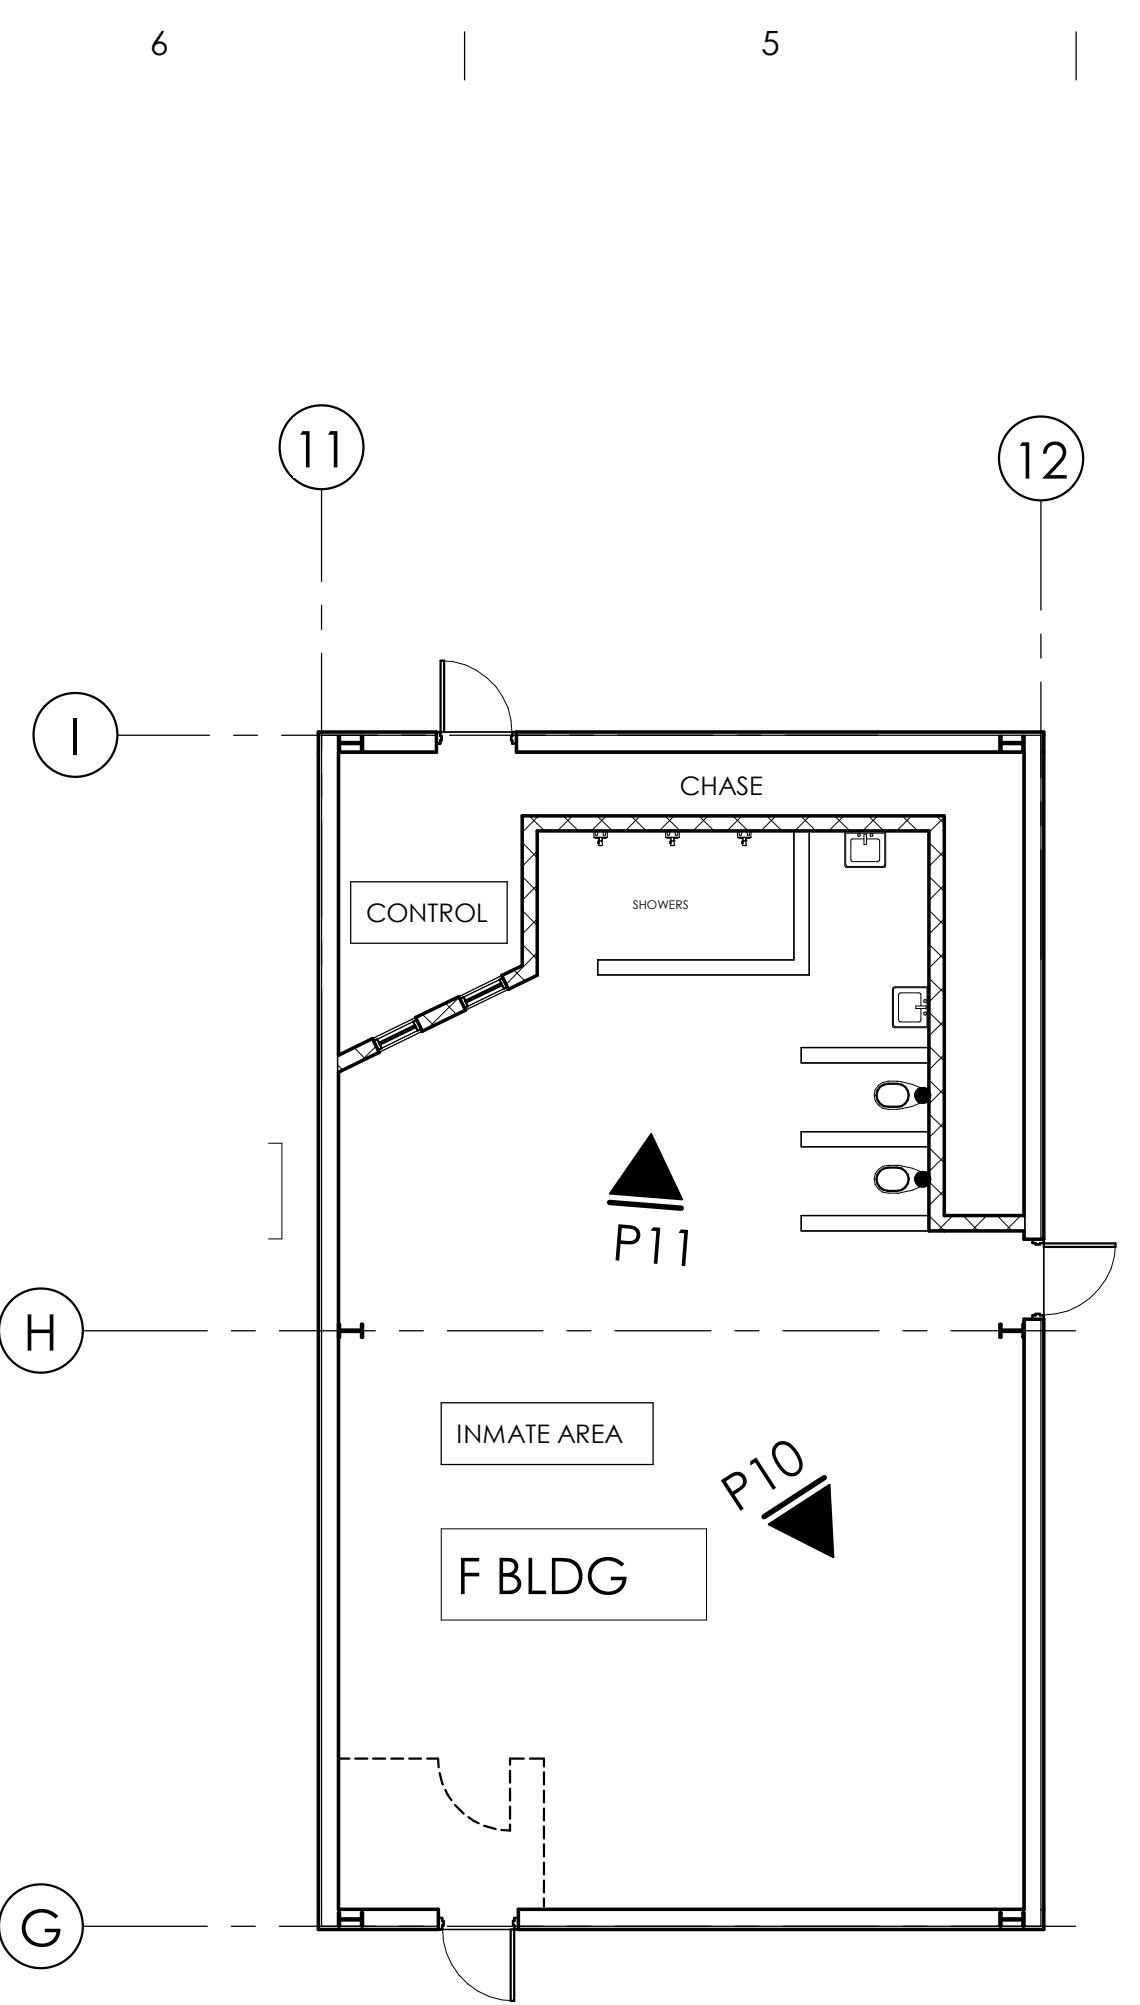 6
5
11
12
I
CHASE
CONTROL
SHOWERS
P11
H
INMATE AREA
P10
F BLDG
G